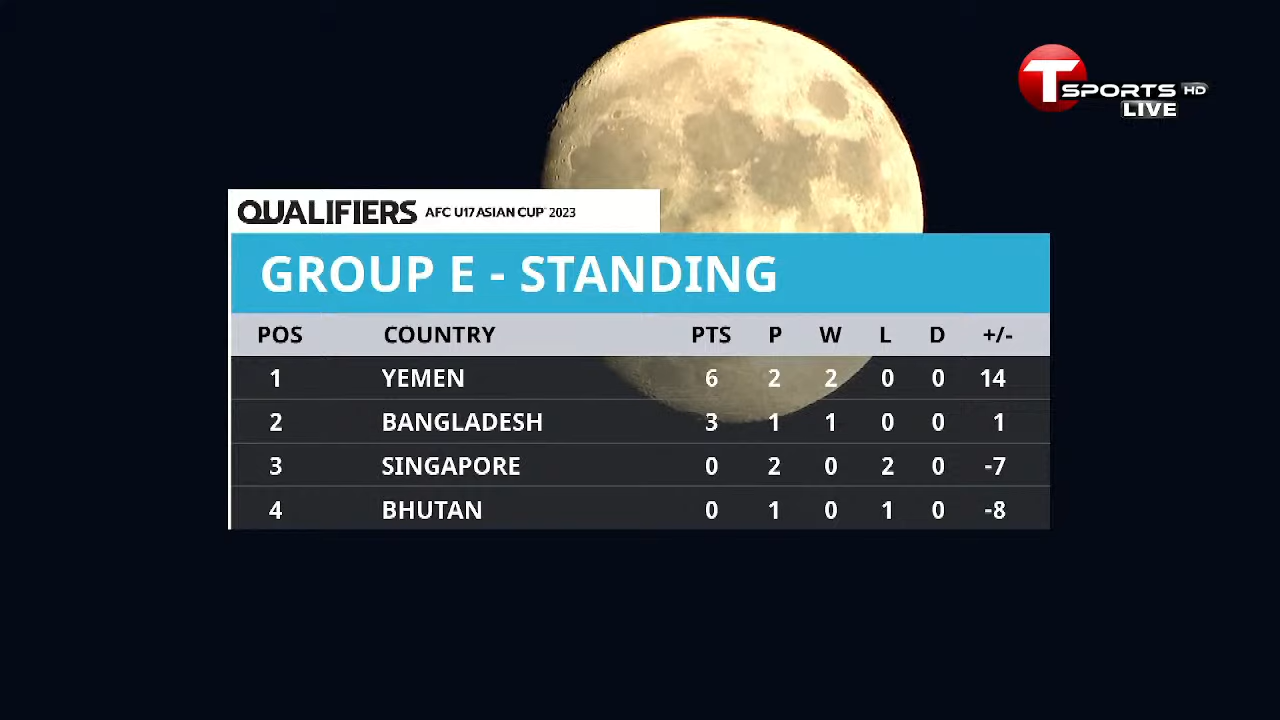 T SPORTS HD
LIVE
QUALIFIERS AFC U17 ASIAN CUP™ 2023
GROUP E - STANDING
POS COUNTRY PTS P W L D +/-
1 YEMEN 6 2 2 0 0 14
2 BANGLADESH 3 1 1 0 0 1
3 SINGAPORE 0 2 0 2 0 -7
4 BHUTAN 0 1 0 1 0 -8